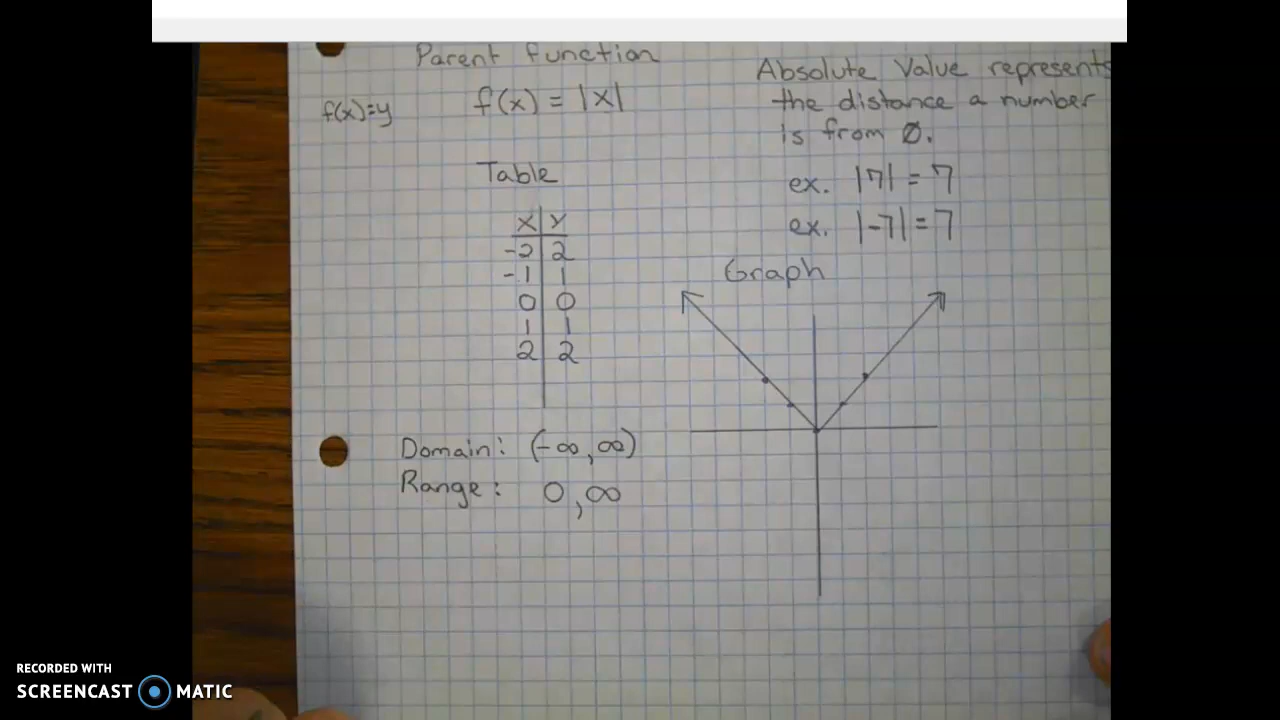 Parent function
f(x)=y
f(x) = |x|
Absolute Value represents
the distance a number
is from 0.
ex. |7| = 7
ex. |-7| = 7
Table
X Y
-2 2
-1 1
0 0
1 1
2 2
Graph
Domain: (-∞, ∞)
Range: 0, ∞
RECORDED WITH
SCREENCAST MATIC